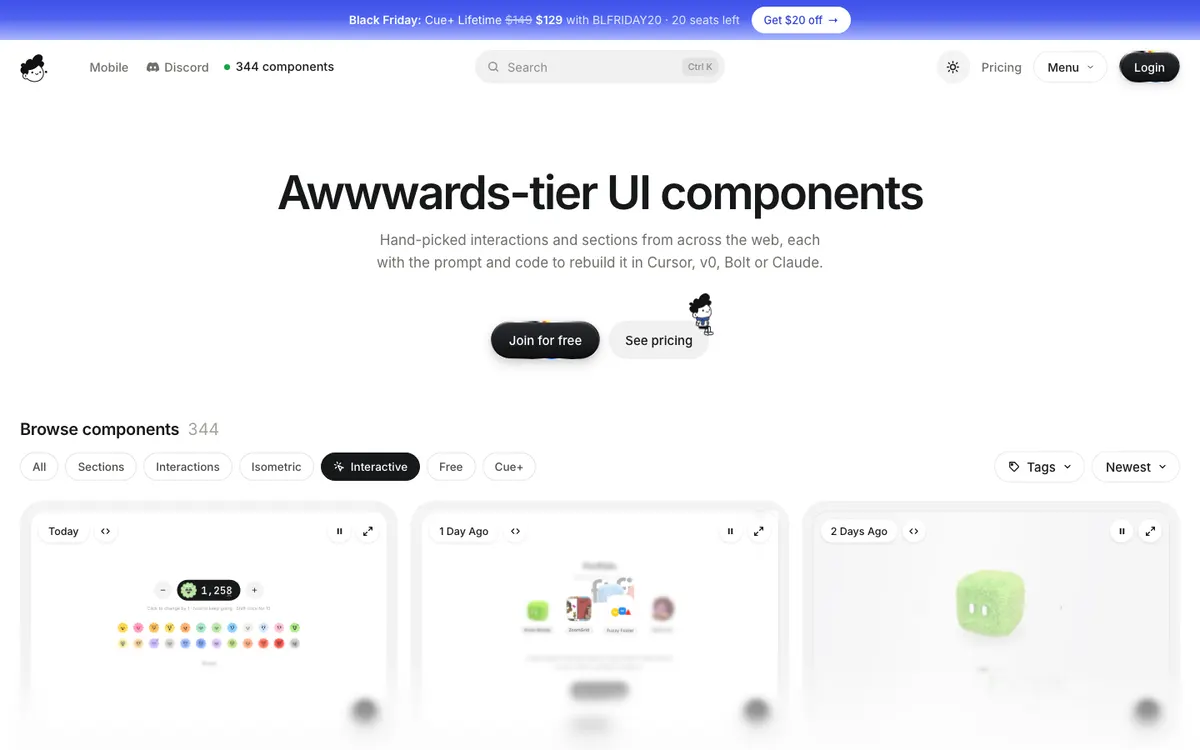 Black Friday: Cue+ Lifetime $149 $129 with BLFRIDAY20 · 20 seats left Get $20 off →
Mobile Discord 344 components Search Ctrl K Pricing Menu Login
Awwwards-tier UI components
Hand-picked interactions and sections from across the web, each
with the prompt and code to rebuild it in Cursor, v0, Bolt or Claude.
Join for free See pricing
Browse components 344
All Sections Interactions Isometric Interactive Free Cue+ Tags Newest
Today 1 Day Ago 2 Days Ago
− 1,258 +